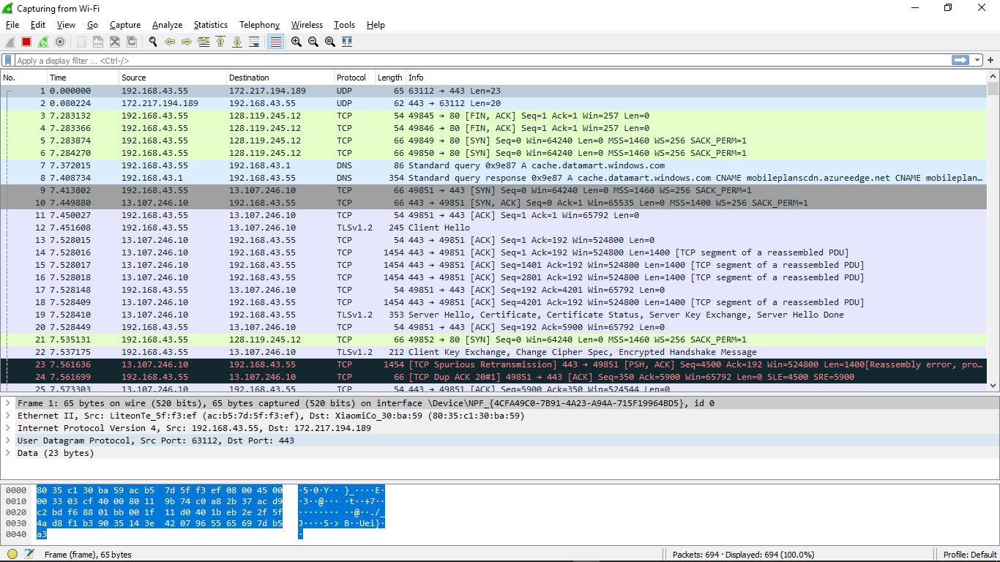 Capturing from Wi-Fi
File Edit View Go Capture Analyze Statistics Telephony Wireless Tools Help
Apply a display filter ... <Ctrl-/>
No. Time Source Destination Protocol Length Info
1 0.000000 192.168.43.55 172.217.194.189 UDP 65 63112 → 443 Len=23
2 0.080224 172.217.194.189 192.168.43.55 UDP 62 443 → 63112 Len=20
3 7.283132 192.168.43.55 128.119.245.12 TCP 54 49845 → 80 [FIN, ACK] Seq=1 Ack=1 Win=257 Len=0
4 7.283366 192.168.43.55 128.119.245.12 TCP 54 49846 → 80 [FIN, ACK] Seq=1 Ack=1 Win=257 Len=0
5 7.283874 192.168.43.55 128.119.245.12 TCP 66 49849 → 80 [SYN] Seq=0 Win=64240 Len=0 MSS=1460 WS=256 SACK_PERM=1
6 7.284270 192.168.43.55 128.119.245.12 TCP 66 49850 → 80 [SYN] Seq=0 Win=64240 Len=0 MSS=1460 WS=256 SACK_PERM=1
7 7.372015 192.168.43.55 192.168.43.1 DNS 86 Standard query 0x9e87 A cache.datamart.windows.com
8 7.408734 192.168.43.1 192.168.43.55 DNS 354 Standard query response 0x9e87 A cache.datamart.windows.com CNAME mobileplanscdn.azureedge.net CNAME mobileplan...
9 7.413802 192.168.43.55 13.107.246.10 TCP 66 49851 → 443 [SYN] Seq=0 Win=64240 Len=0 MSS=1460 WS=256 SACK_PERM=1
10 7.449880 13.107.246.10 192.168.43.55 TCP 66 443 → 49851 [SYN, ACK] Seq=0 Ack=1 Win=65535 Len=0 MSS=1400 WS=256 SACK_PERM=1
11 7.450027 192.168.43.55 13.107.246.10 TCP 54 49851 → 443 [ACK] Seq=1 Ack=1 Win=65792 Len=0
12 7.451608 192.168.43.55 13.107.246.10 TLSv1.2 245 Client Hello
13 7.528015 13.107.246.10 192.168.43.55 TCP 54 443 → 49851 [ACK] Seq=1 Ack=192 Win=524800 Len=0
14 7.528016 13.107.246.10 192.168.43.55 TCP 1454 443 → 49851 [ACK] Seq=1 Ack=192 Win=524800 Len=1400 [TCP segment of a reassembled PDU]
15 7.528017 13.107.246.10 192.168.43.55 TCP 1454 443 → 49851 [ACK] Seq=1401 Ack=192 Win=524800 Len=1400 [TCP segment of a reassembled PDU]
16 7.528018 13.107.246.10 192.168.43.55 TCP 1454 443 → 49851 [ACK] Seq=2801 Ack=192 Win=524800 Len=1400 [TCP segment of a reassembled PDU]
17 7.528148 192.168.43.55 13.107.246.10 TCP 54 49851 → 443 [ACK] Seq=192 Ack=4201 Win=65792 Len=0
18 7.528409 13.107.246.10 192.168.43.55 TCP 1454 443 → 49851 [ACK] Seq=4201 Ack=192 Win=524800 Len=1400 [TCP segment of a reassembled PDU]
19 7.528410 13.107.246.10 192.168.43.55 TLSv1.2 353 Server Hello, Certificate, Certificate Status, Server Key Exchange, Server Hello Done
20 7.528449 192.168.43.55 13.107.246.10 TCP 54 49851 → 443 [ACK] Seq=192 Ack=5900 Win=65792 Len=0
21 7.535131 192.168.43.55 128.119.245.12 TCP 66 49852 → 80 [SYN] Seq=0 Win=64240 Len=0 MSS=1460 WS=256 SACK_PERM=1
22 7.537175 192.168.43.55 13.107.246.10 TLSv1.2 212 Client Key Exchange, Change Cipher Spec, Encrypted Handshake Message
23 7.561636 13.107.246.10 192.168.43.55 TCP 1454 [TCP Spurious Retransmission] 443 → 49851 [PSH, ACK] Seq=4500 Ack=192 Win=524800 Len=1400[Reassembly error, pro...
24 7.561699 192.168.43.55 13.107.246.10 TCP 66 [TCP Dup ACK 20#1] 49851 → 443 [ACK] Seq=350 Ack=5900 Win=65792 Len=0 SLE=4500 SRE=5900
25 7.573303 13.107.246.10 192.168.43.55 TCP 54 443 → 49851 [ACK] Seq=5900 Ack=350 Win=524544 Len=0
Frame 1: 65 bytes on wire (520 bits), 65 bytes captured (520 bits) on interface \Device\NPF_{4CFA49C0-7B91-4A23-A94A-715F19964BD5}, id 0
Ethernet II, Src: LiteonTe_5f:f3:ef (ac:b5:7d:5f:f3:ef), Dst: XiaomiCo_30:ba:59 (80:35:c1:30:ba:59)
Internet Protocol Version 4, Src: 192.168.43.55, Dst: 172.217.194.189
User Datagram Protocol, Src Port: 63112, Dst Port: 443
Data (23 bytes)
0000 80 35 c1 30 ba 59 ac b5 7d 5f f3 ef 08 00 45 00 ·5·0·Y·· }_····E·
0010 00 33 03 cf 40 00 80 11 9b 74 c0 a8 2b 37 ac d9 ·3··@··· ·t··+7··
0020 c2 bd f6 88 01 bb 00 1f 11 d0 40 1b eb 2e 2f 5f ········ ··@··./_
0030 4a d8 f1 b3 90 35 14 3e 42 07 96 55 65 69 7d b5 J····5·> B··Uei}·
0040 a3 ·
Frame (frame), 65 bytes Packets: 694 · Displayed: 694 (100.0%) Profile: Default